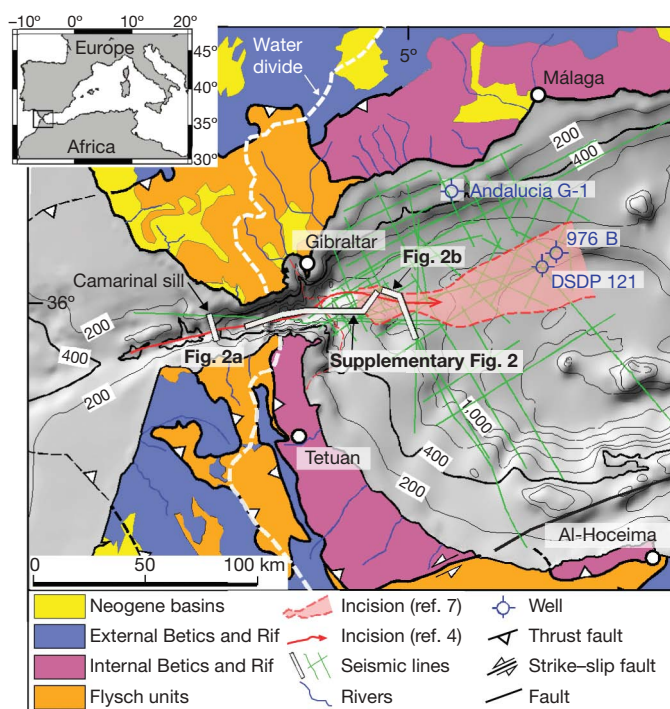 −10° −5° 0° 5° 10° 15° 20°
Europe
Africa
45°
40°
35°
30°
Water
divide
5°
Málaga
200
400
Andalucia G-1
Gibraltar
Fig. 2b
976 B
DSDP 121
Camarinal sill
36°
200
400
Fig. 2a
Supplementary Fig. 2
200
1,000
Tetuan
400
200
Al-Hoceima
0 50 100 km
Neogene basins
External Betics and Rif
Internal Betics and Rif
Flysch units
Incision (ref. 7)
Incision (ref. 4)
Seismic lines
Rivers
Well
Thrust fault
Strike–slip fault
Fault